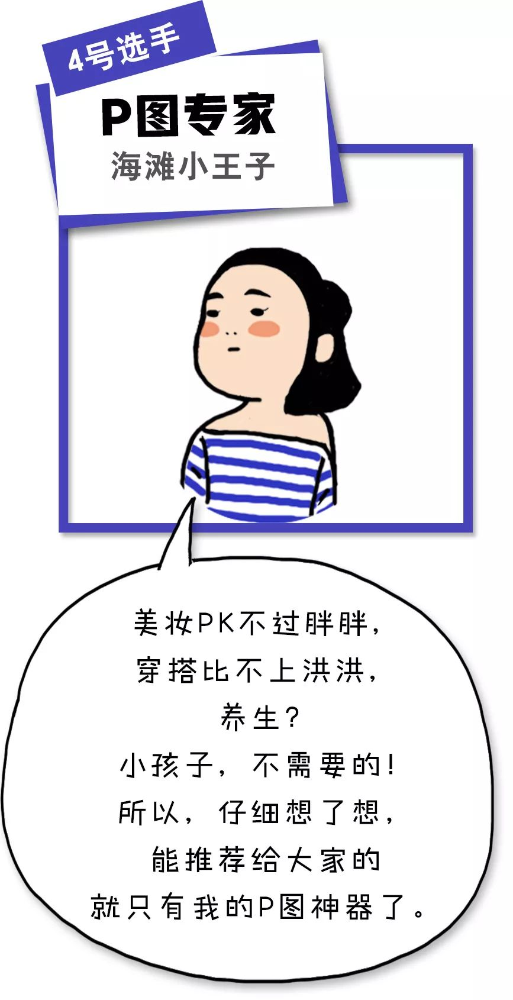 4号选手
P图专家
海滩小王子
美妆PK不过胖胖,
穿搭比不上洪洪,
养生?
小孩子,不需要的!
所以,仔细想了想,
能推荐给大家的
就只有我的P图神器了。